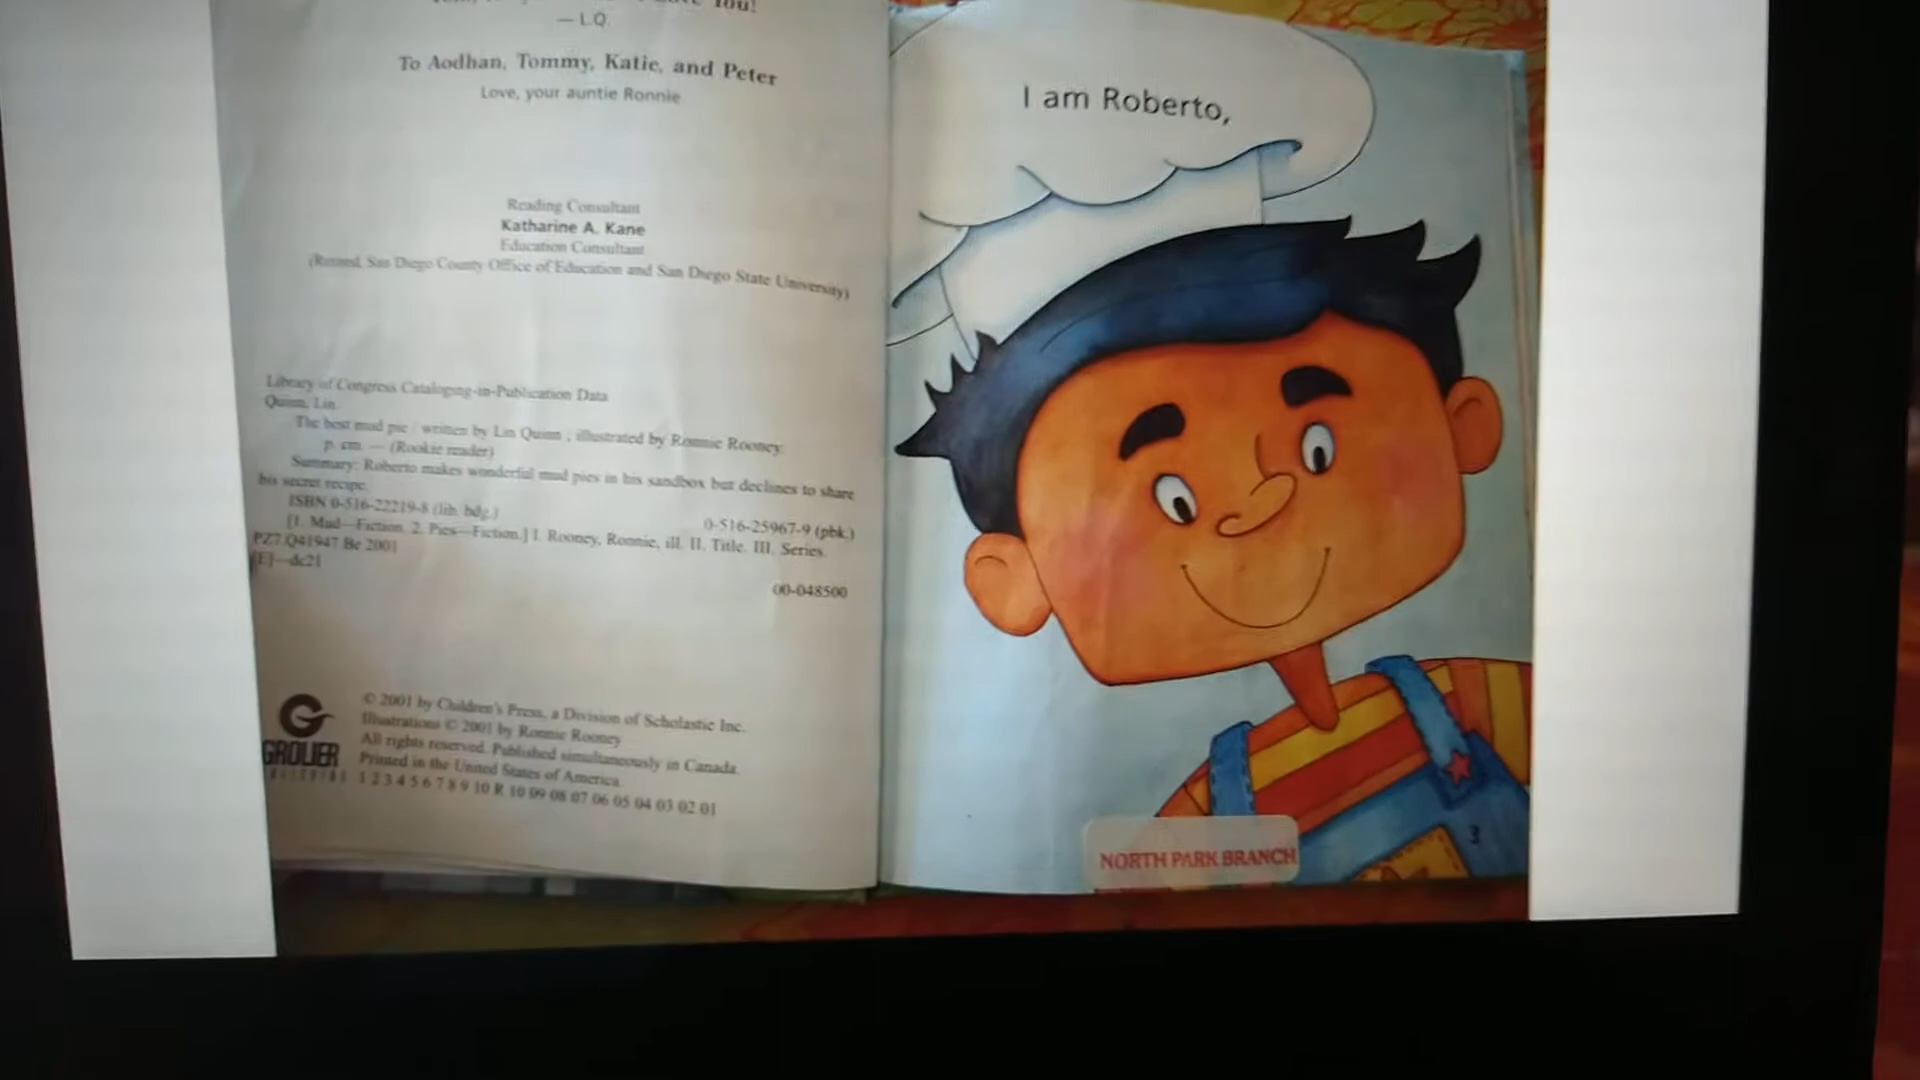 You!
— L.Q.
To Aodhan, Tommy, Katie, and Peter
Love, your auntie Ronnie
Reading Consultant
Katharine A. Kane
Education Consultant
(Retired, San Diego County Office of Education and San Diego State University)
Library of Congress Cataloging-in-Publication Data
Quinn, Lin.
The best mud pie / written by Lin Quinn ; illustrated by Ronnie Rooney.
p. cm. — (Rookie reader)
Summary: Roberto makes wonderful mud pies in his sandbox but declines to share
his secret recipe.
ISBN 0-516-22219-8 (lib. bdg.) 0-516-25967-9 (pbk.)
[1. Mud—Fiction. 2. Pies—Fiction.] I. Rooney, Ronnie, ill. II. Title. III. Series.
PZ7.Q41947 Be 2001
[E]—dc21
00-048500
GROLIER
© 2001 by Children's Press, a Division of Scholastic Inc.
Illustrations © 2001 by Ronnie Rooney
All rights reserved. Published simultaneously in Canada.
Printed in the United States of America.
1 2 3 4 5 6 7 8 9 10 R 10 09 08 07 06 05 04 03 02 01
I am Roberto,
NORTH PARK BRANCH
3